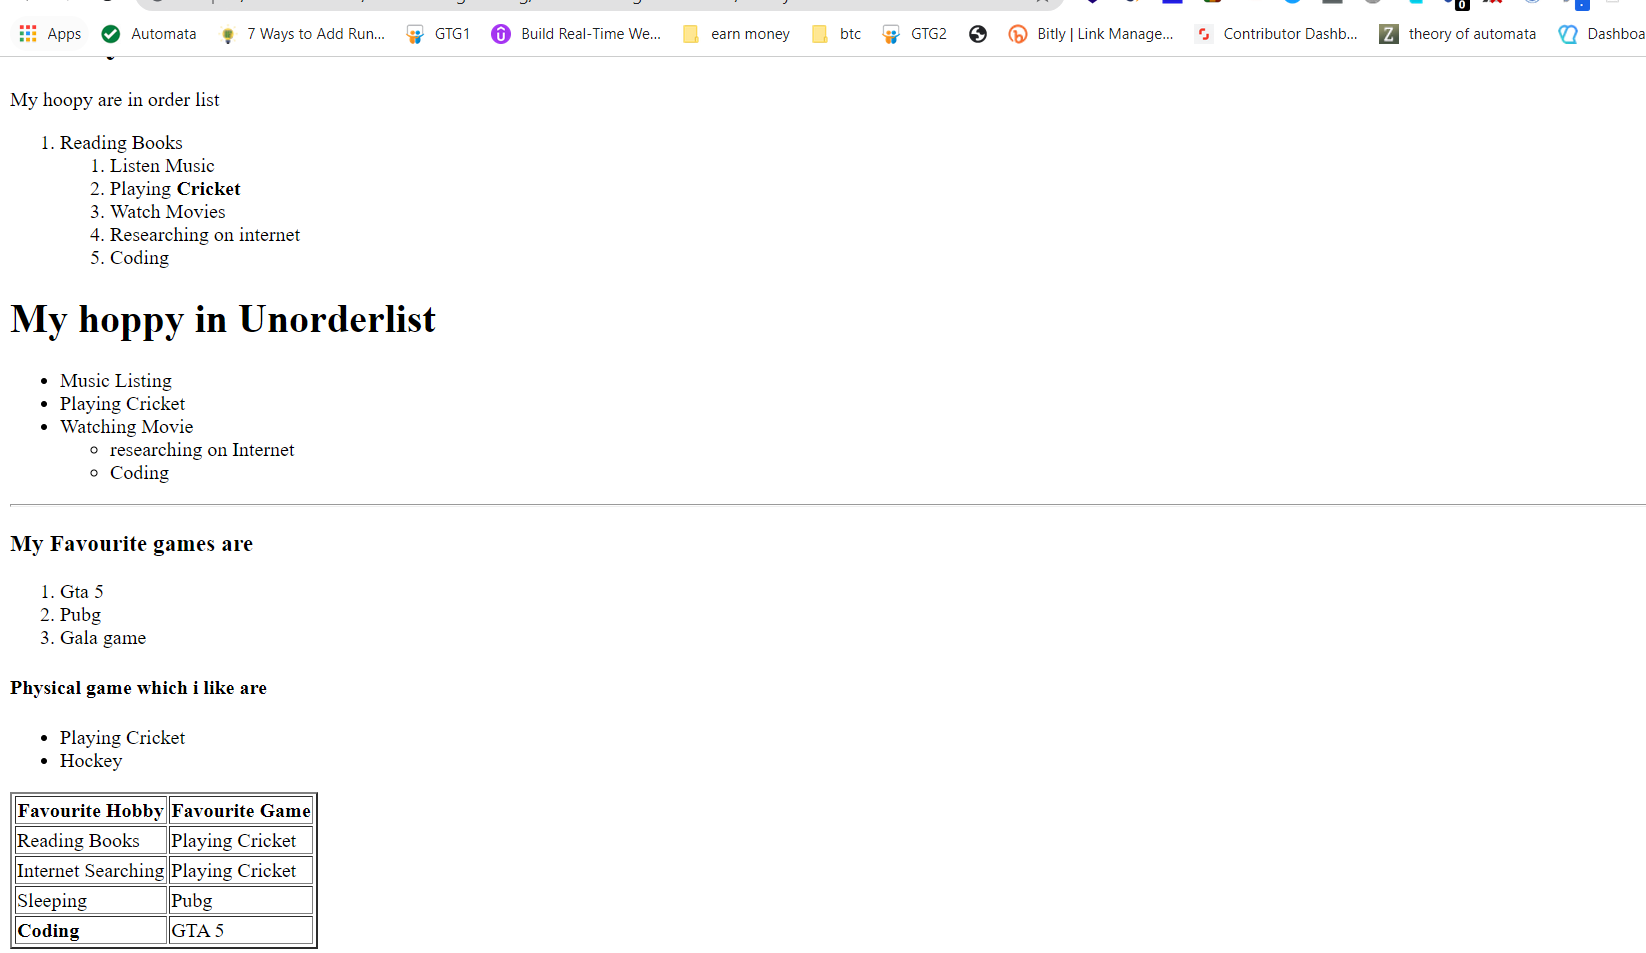 Apps Automata 7 Ways to Add Run... GTG1 Build Real-Time We... earn money btc GTG2 Bitly | Link Manage... Contributor Dashb... Z theory of automata Dashboa
My hoopy are in order list
1. Reading Books
1. Listen Music
2. Playing Cricket
3. Watch Movies
4. Researching on internet
5. Coding
My hoppy in Unorderlist
• Music Listing
• Playing Cricket
• Watching Movie
◦ researching on Internet
◦ Coding
My Favourite games are
1. Gta 5
2. Pubg
3. Gala game
Physical game which i like are
• Playing Cricket
• Hockey
Favourite Hobby Favourite Game
Reading Books Playing Cricket
Internet Searching Playing Cricket
Sleeping Pubg
Coding GTA 5